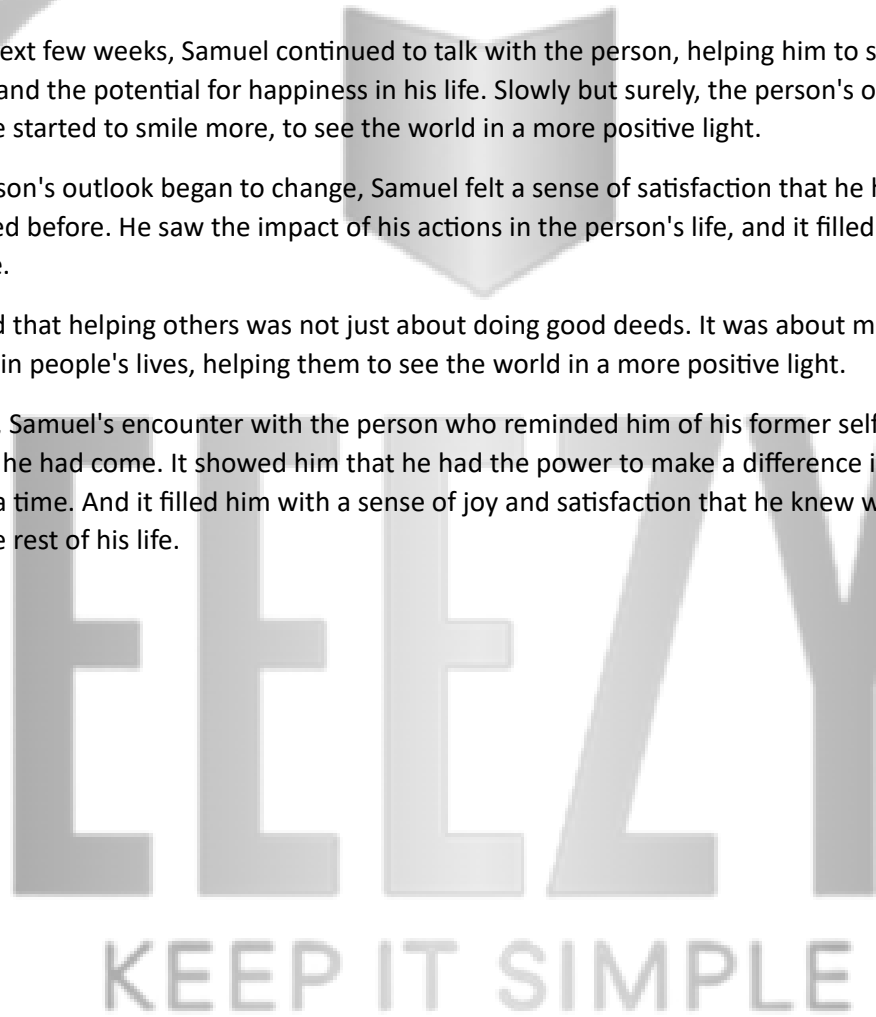 ext few weeks, Samuel continued to talk with the person, helping him to s
and the potential for happiness in his life. Slowly but surely, the person's o
e started to smile more, to see the world in a more positive light.
son's outlook began to change, Samuel felt a sense of satisfaction that he h
ed before. He saw the impact of his actions in the person's life, and it filled
e.
d that helping others was not just about doing good deeds. It was about m
in people's lives, helping them to see the world in a more positive light.
, Samuel's encounter with the person who reminded him of his former self
he had come. It showed him that he had the power to make a difference i
a time. And it filled him with a sense of joy and satisfaction that he knew w
e rest of his life.
EEEZY
KEEP IT SIMPLE